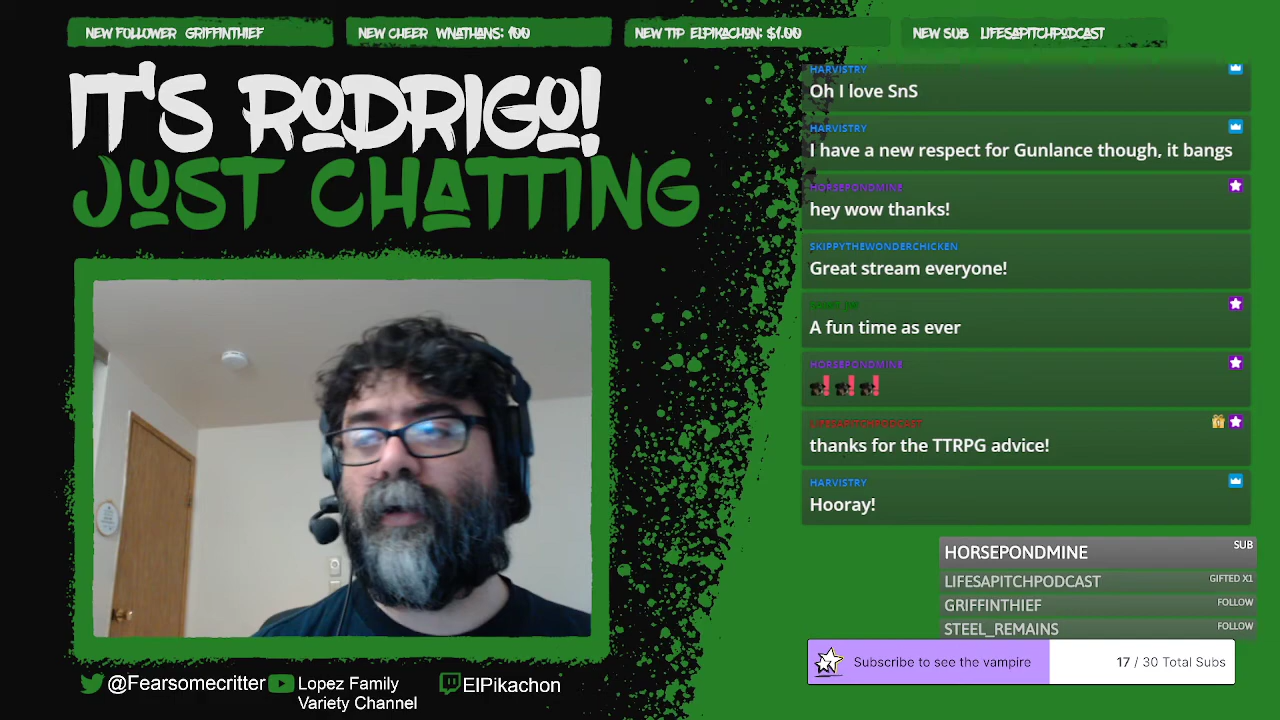 NEW FOLLOWER GRIFFINTHIEF
NEW CHEER WNATHANS: 100
NEW TIP ELPIKACHON: $1.00
NEW SUB LIFESAPITCHPODCAST
IT'S RODRIGO!
JUST CHATTING
HARVISTRY
Oh I love SnS
HARVISTRY
I have a new respect for Gunlance though, it bangs
HORSEPONDMINE
hey wow thanks!
SKIPPYTHEWONDERCHICKEN
Great stream everyone!
A fun time as ever
HORSEPONDMINE
LIFESAPITCHPODCAST
thanks for the TTRPG advice!
HARVISTRY
Hooray!
HORSEPONDMINE SUB
LIFESAPITCHPODCAST GIFTED X1
GRIFFINTHIEF FOLLOW
STEEL_REMAINS FOLLOW
Subscribe to see the vampire 17 / 30 Total Subs
@Fearsomecritter
Lopez Family
Variety Channel
ElPikachon